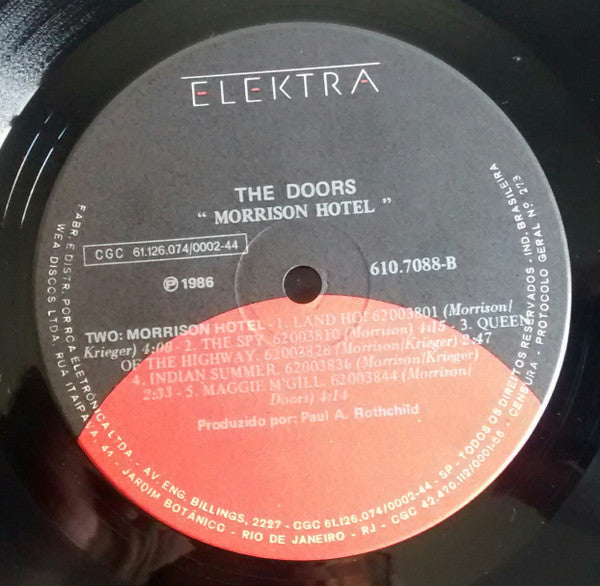 ELEKTRA
THE DOORS
“ MORRISON HOTEL ”
CGC 61.126.074/0002-44
610.7088-B
Ⓟ 1986
TWO: MORRISON HOTEL - 1. LAND HO! 62003801 (Morrison/
Krieger) 4:08 - 2. THE SPY. 62003810 (Morrison) 4:15 - 3. QUEEN
OF THE HIGHWAY. 62003828 (Morrison/Krieger) 2:47
4. INDIAN SUMMER. 62003836 (Morrison/Krieger)
2:33 - 5. MAGGIE M'GILL. 62003844 (Morrison/
Doors) 4:14
Produzido por: Paul A. Rothchild
FABR. E DISTR. POR RCA ELETRÔNICA LTDA. - AV. ENG. BILLINGS, 2227 - CGC 61.126.074/0002-44 - SP - TODOS OS DIREITOS RESERVADOS - IND. BRASILEIRA
WEA DISCOS LTDA. RUA ITAIPAVA, 44 - JARDIM BOTÂNICO - RIO DE JANEIRO - RJ - CGC 42.470.112/0001-55 - CENSURA - PROTOCOLO GERAL Nº 273